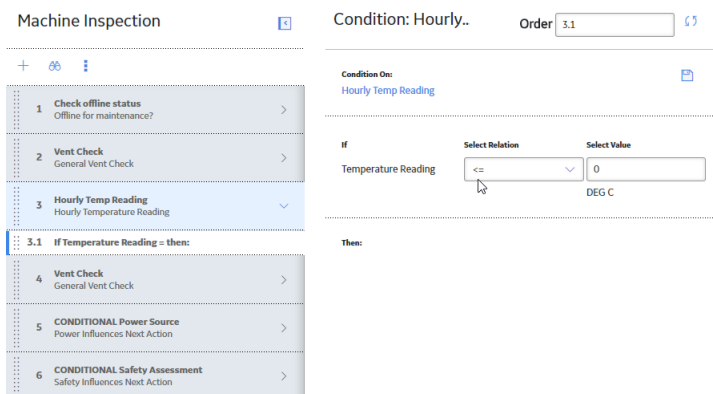 Machine Inspection
1 Check offline status
Offline for maintenance?
2 Vent Check
General Vent Check
3 Hourly Temp Reading
Hourly Temperature Reading
3.1 If Temperature Reading = then:
4 Vent Check
General Vent Check
5 CONDITIONAL Power Source
Power Influences Next Action
6 CONDITIONAL Safety Assessment
Safety Influences Next Action
Condition: Hourly.. Order 3.1
Condition On:
Hourly Temp Reading
If Select Relation Select Value
Temperature Reading <= 0
DEG C
Then: